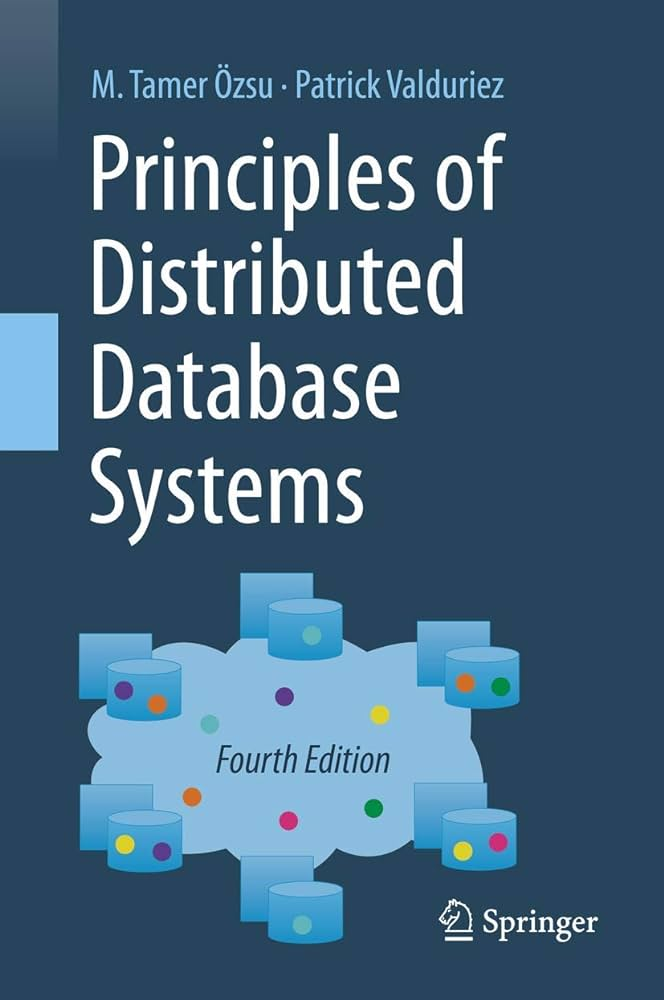 M. Tamer Özsu · Patrick Valduriez
Principles of
Distributed
Database
Systems
Fourth Edition
Springer